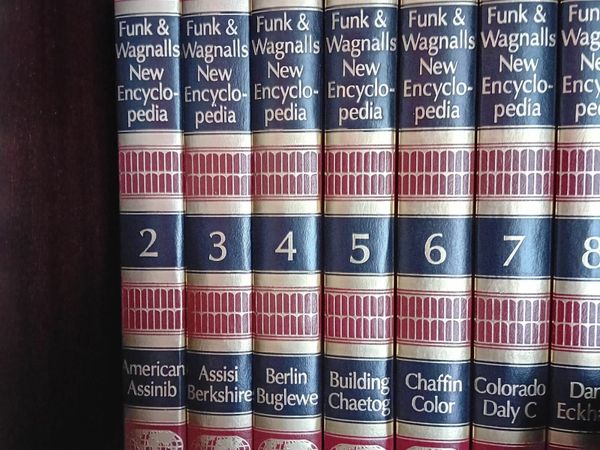 Funk &
Wagnalls
New
Encyclo-
pedia
2
American
Assinib
Funk &
Wagnalls
New
Encyclo-
pedia
3
Assisi
Berkshire
Funk &
Wagnalls
New
Encyclo-
pedia
4
Berlin
Buglewe
Funk &
Wagnalls
New
Encyclo-
pedia
5
Building
Chaetog
Funk &
Wagnalls
New
Encyclo-
pedia
6
Chaffin
Color
Funk &
Wagnalls
New
Encyclo-
pedia
7
Colorado
Daly C
8